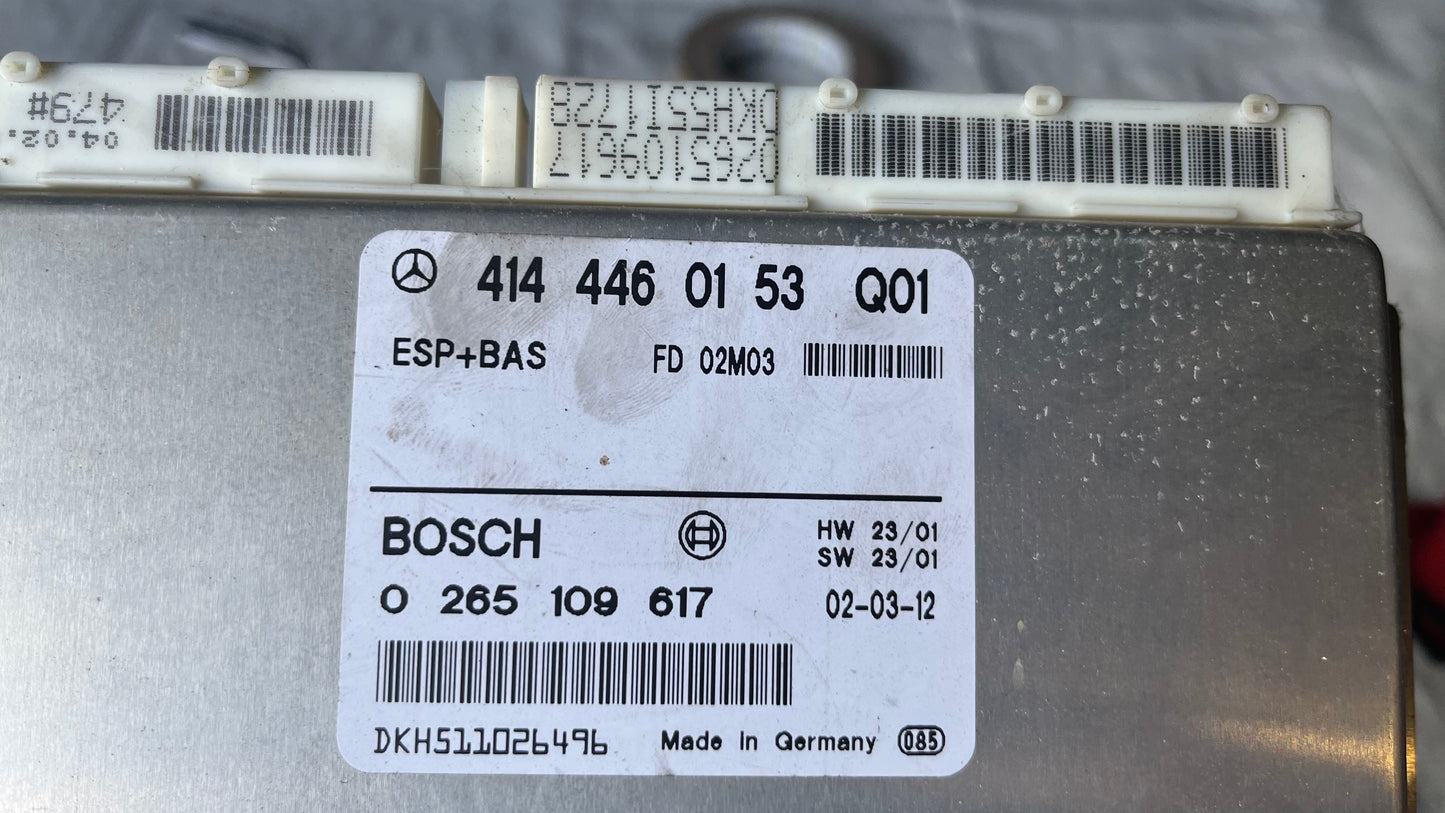 479#
04.02.
DKH55I172B
0265109617
414 446 01 53 Q01
ESP+BAS FD 02M03
BOSCH HW 23/01
SW 23/01
0 265 109 617 02-03-12
DKH511026496 Made In Germany 085